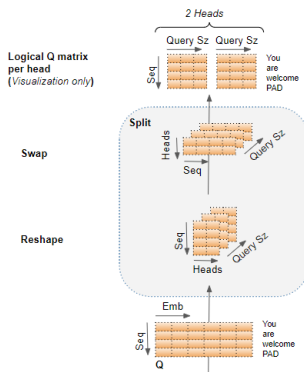 2 Heads
Query Sz Query Sz
Logical Q matrix
per head
(Visualization only)
Seq
You
are
welcome
PAD
Split
Swap
Heads
Seq
Query Sz
Reshape
Seq
Heads
Query Sz
Emb
Seq
Q
You
are
welcome
PAD